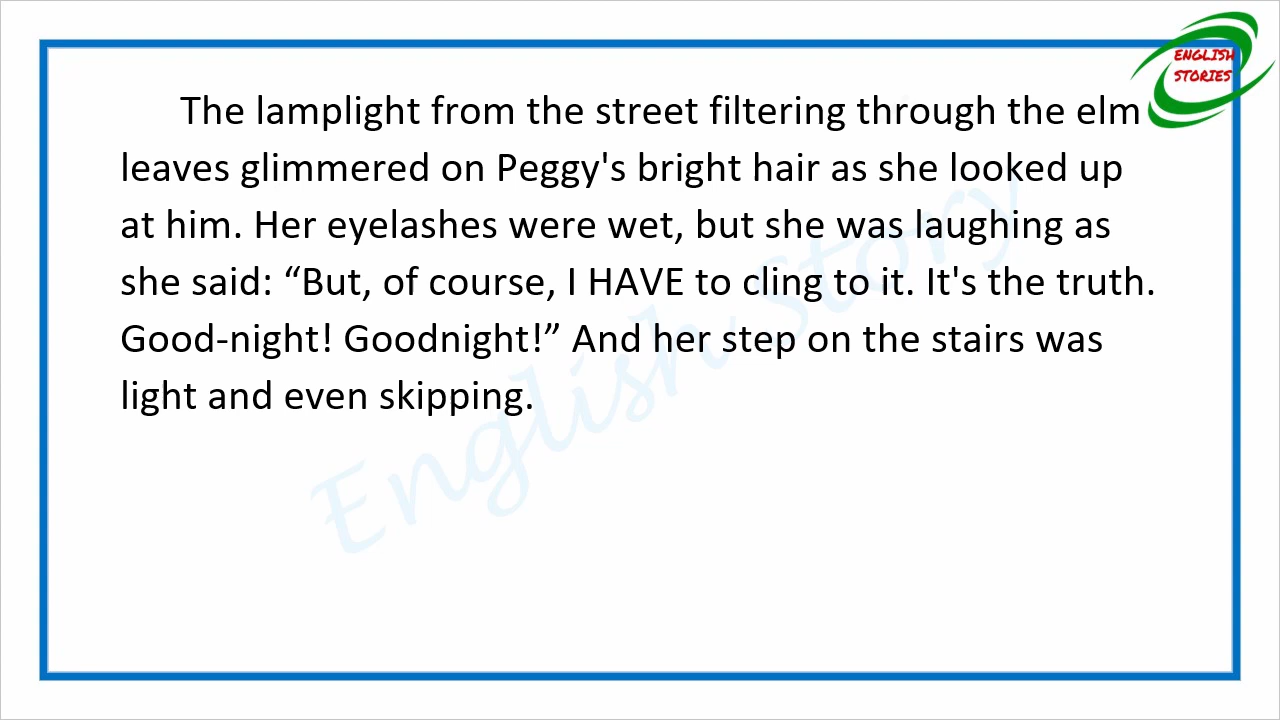 ENGLISH
STORIES
The lamplight from the street filtering through the elm
leaves glimmered on Peggy's bright hair as she looked up
at him. Her eyelashes were wet, but she was laughing as
she said: “But, of course, I HAVE to cling to it. It's the truth.
Good-night! Goodnight!” And her step on the stairs was
light and even skipping.
English Story